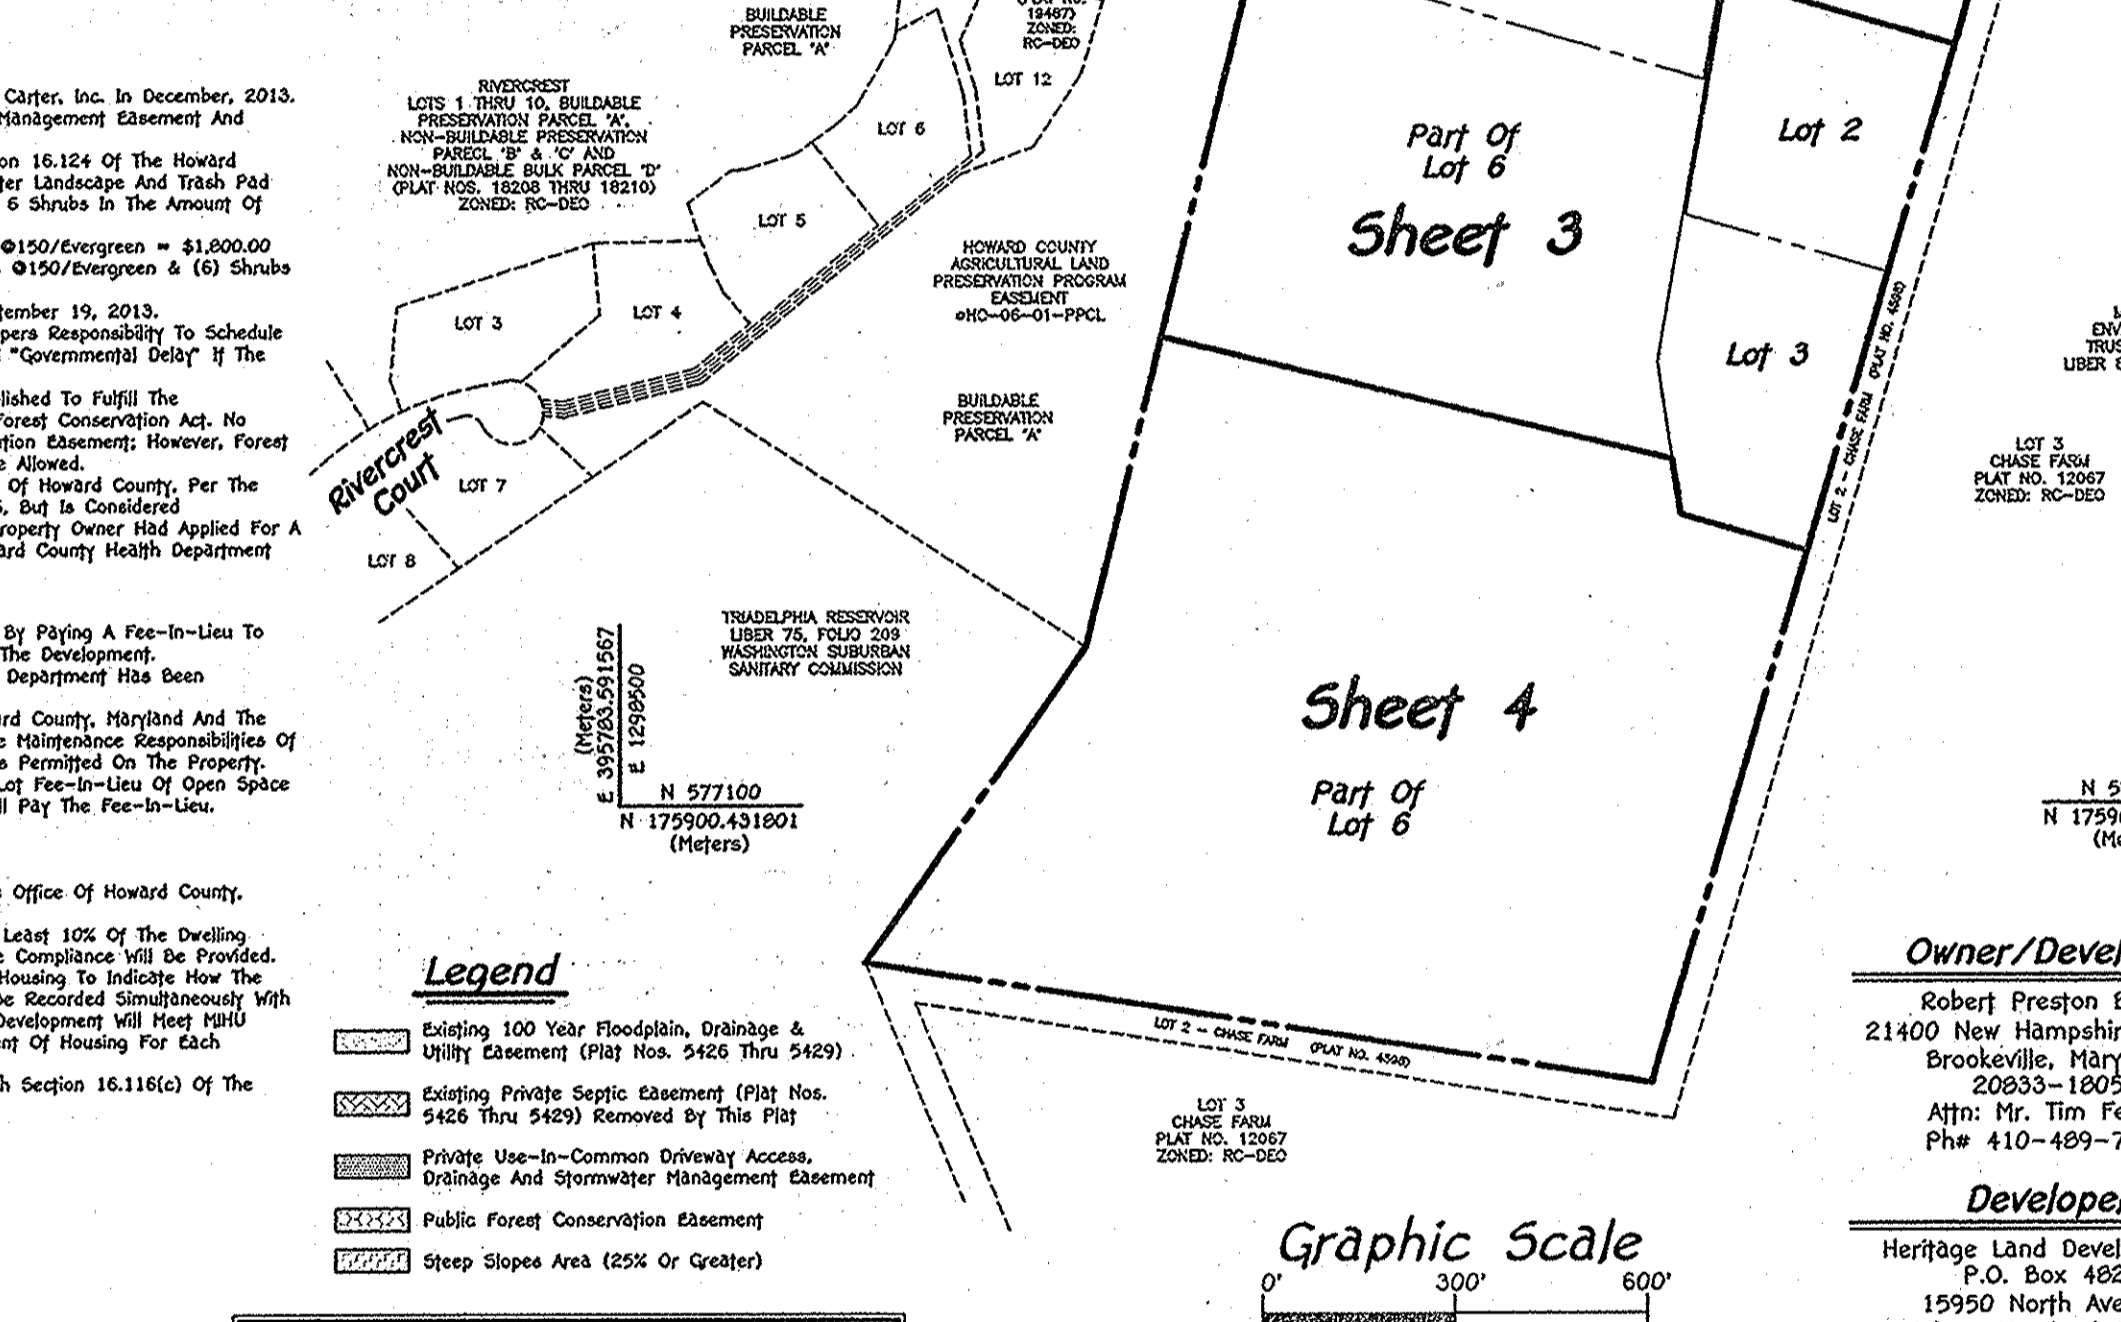 Carter, Inc. In December, 2013.
Management Easement And
on 16.124 Of The Howard
ter Landscape And Trash Pad
6 Shrubs In The Amount Of
@150/Evergreen = $1,800.00
@150/Evergreen & (6) Shrubs
tember 19, 2013.
pers Responsibility To Schedule
"Governmental Delay" If The
lished To Fulfill The
Forest Conservation Act. No
tion Easement; However, Forest
e Allowed.
Of Howard County, Per The
5, But Is Considered
roperty Owner Had Applied For A
ard County Health Department
By Paying A Fee-In-Lieu To
The Development.
Department Has Been
rd County, Maryland And The
e Maintenance Responsibilities Of
s Permitted On The Property.
Lot Fee-In-Lieu Of Open Space
ll Pay The Fee-In-Lieu.
s Office Of Howard County.
Least 10% Of The Dwelling
e Compliance Will Be Provided.
Housing To Indicate How The
be Recorded Simultaneously With
Development Will Meet MIHU
nt Of Housing For Each
h Section 16.116(c) Of The
BUILDABLE
PRESERVATION
PARCEL "A"
RIVERCREST
LOTS 1 THRU 10, BUILDABLE
PRESERVATION PARCEL "A",
NON-BUILDABLE PRESERVATION
PARECL "B" & "C" AND
NON-BUILDABLE BULK PARCEL "D"
(PLAT NOS. 18208 THRU 18210)
ZONED: RC-DEO
19487)
ZONED:
RC-DEO
LOT 12
LOT 6
LOT 5
LOT 4
LOT 3
Rivercrest
Court
LOT 7
LOT 8
HOWARD COUNTY
AGRICULTURAL LAND
PRESERVATION PROGRAM
EASEMENT
#HO-06-01-PPCL
BUILDABLE
PRESERVATION
PARCEL "A"
TRIADELPHIA RESERVOIR
LIBER 75, FOLIO 209
WASHINGTON SUBURBAN
SANITARY COMMISSION
(Meters)
E 395783.591567
E 1298500
N 577100
N 175900.431801
(Meters)
Part Of
Lot 6
Sheet 3
Lot 2
Lot 3
LOT 2 - CHASE FARM (PLAT NO. 4598)
ENV
TRUS
LIBER 8
LOT 3
CHASE FARM
PLAT NO. 12067
ZONED: RC-DEO
Sheet 4
Part Of
Lot 6
N 5
N 1759
(Me
LOT 2 - CHASE FARM (PLAT NO. 4598)
LOT 3
CHASE FARM
PLAT NO. 12067
ZONED: RC-DEO
Legend
Existing 100 Year Floodplain, Drainage &
Utility Easement (Plat Nos. 5426 Thru 5429)
Existing Private Septic Easement (Plat Nos.
5426 Thru 5429) Removed By This Plat
Private Use-In-Common Driveway Access,
Drainage And Stormwater Management Easement
Public Forest Conservation Easement
Steep Slopes Area (25% Or Greater)
Graphic Scale
0' 300' 600'
Owner/Devel
Robert Preston
21400 New Hampshir
Brookeville, Mary
20833-1805
Attn: Mr. Tim Fe
Ph# 410-489-7
Developer
Heritage Land Devel
P.O. Box 482
15950 North Ave